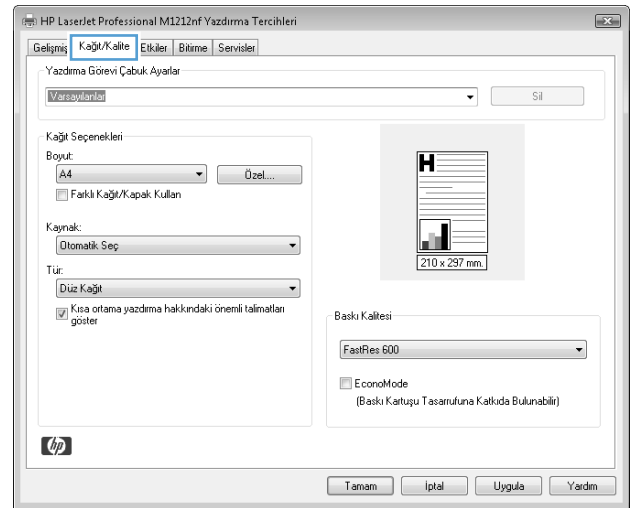 HP LaserJet Professional M1212nf Yazdırma Tercihleri
Gelişmiş Kağıt/Kalite Etkiler Bitirme Servisler
Yazdırma Görevi Çabuk Ayarlar
Varsayılanlar Sil
Kağıt Seçenekleri
Boyut:
A4 Özel....
Farklı Kağıt/Kapak Kullan
Kaynak:
Otomatik Seç
Tür:
Düz Kağıt
Kısa ortama yazdırma hakkındaki önemli talimatları
göster
H
210 x 297 mm.
Baskı Kalitesi
FastRes 600
EconoMode
(Baskı Kartuşu Tasarrufuna Katkıda Bulunabilir)
hp
Tamam İptal Uygula Yardım